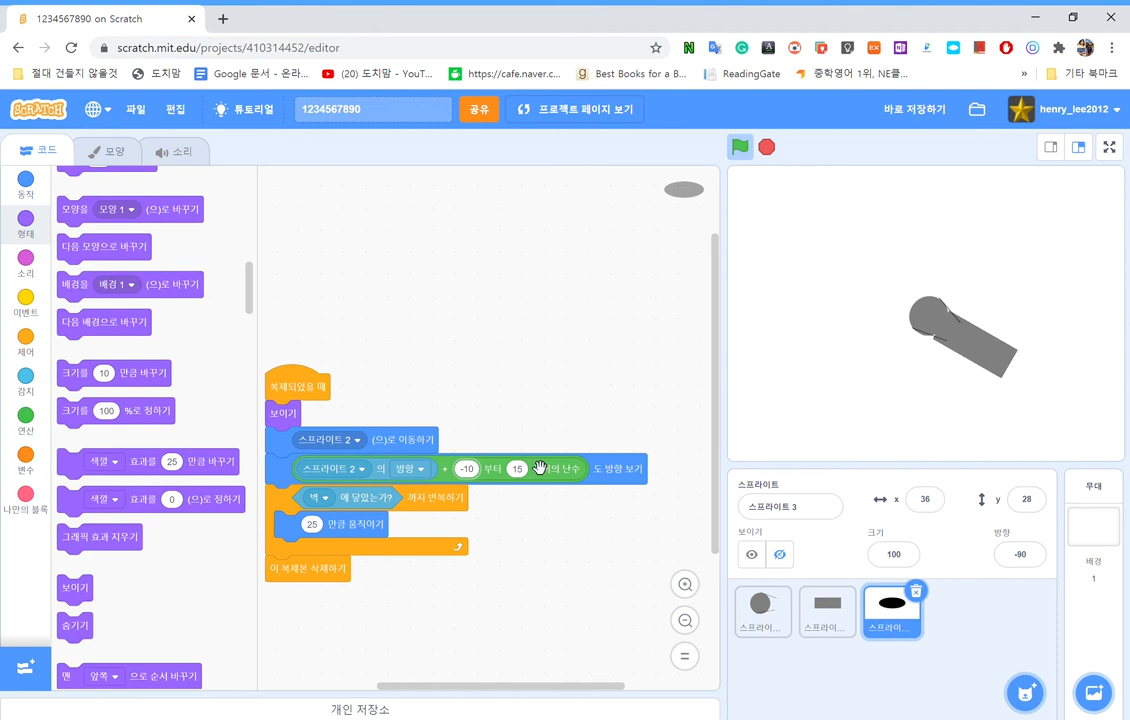 1234567890 on Scratch
scratch.mit.edu/projects/410314452/editor
절대 건들지 않을것
도치맘
Google 문서 - 온라...
(20) 도치맘 - YouT...
https://cafe.naver.c...
Best Books for a B...
ReadingGate
중학영어 1위, NE클...
»
기타 북마크
SCRATCH
파일
편집
튜토리얼
1234567890
공유
프로젝트 페이지 보기
바로 저장하기
henry_lee2012
코드
모양
소리
동작
형태
소리
이벤트
제어
감지
연산
변수
나만의 블록
모양을 모양 1 (으)로 바꾸기
다음 모양으로 바꾸기
배경을 배경 1 (으)로 바꾸기
다음 배경으로 바꾸기
크기를 10 만큼 바꾸기
크기를 100 %로 정하기
색깔 효과를 25 만큼 바꾸기
색깔 효과를 0 (으)로 정하기
그래픽 효과 지우기
보이기
숨기기
맨 앞쪽 으로 순서 바꾸기
복제되었을 때
보이기
스프라이트 2 (으)로 이동하기
스프라이트 2 의 방향 + -10 부터 15 의 난수 도 방향 보기
벽 에 닿았는가? 까지 반복하기
25 만큼 움직이기
이 복제본 삭제하기
개인 저장소
스프라이트
스프라이트 3
x 36
y 28
보이기
크기
100
방향
-90
스프라이...
스프라이...
스프라이...
무대
배경
1